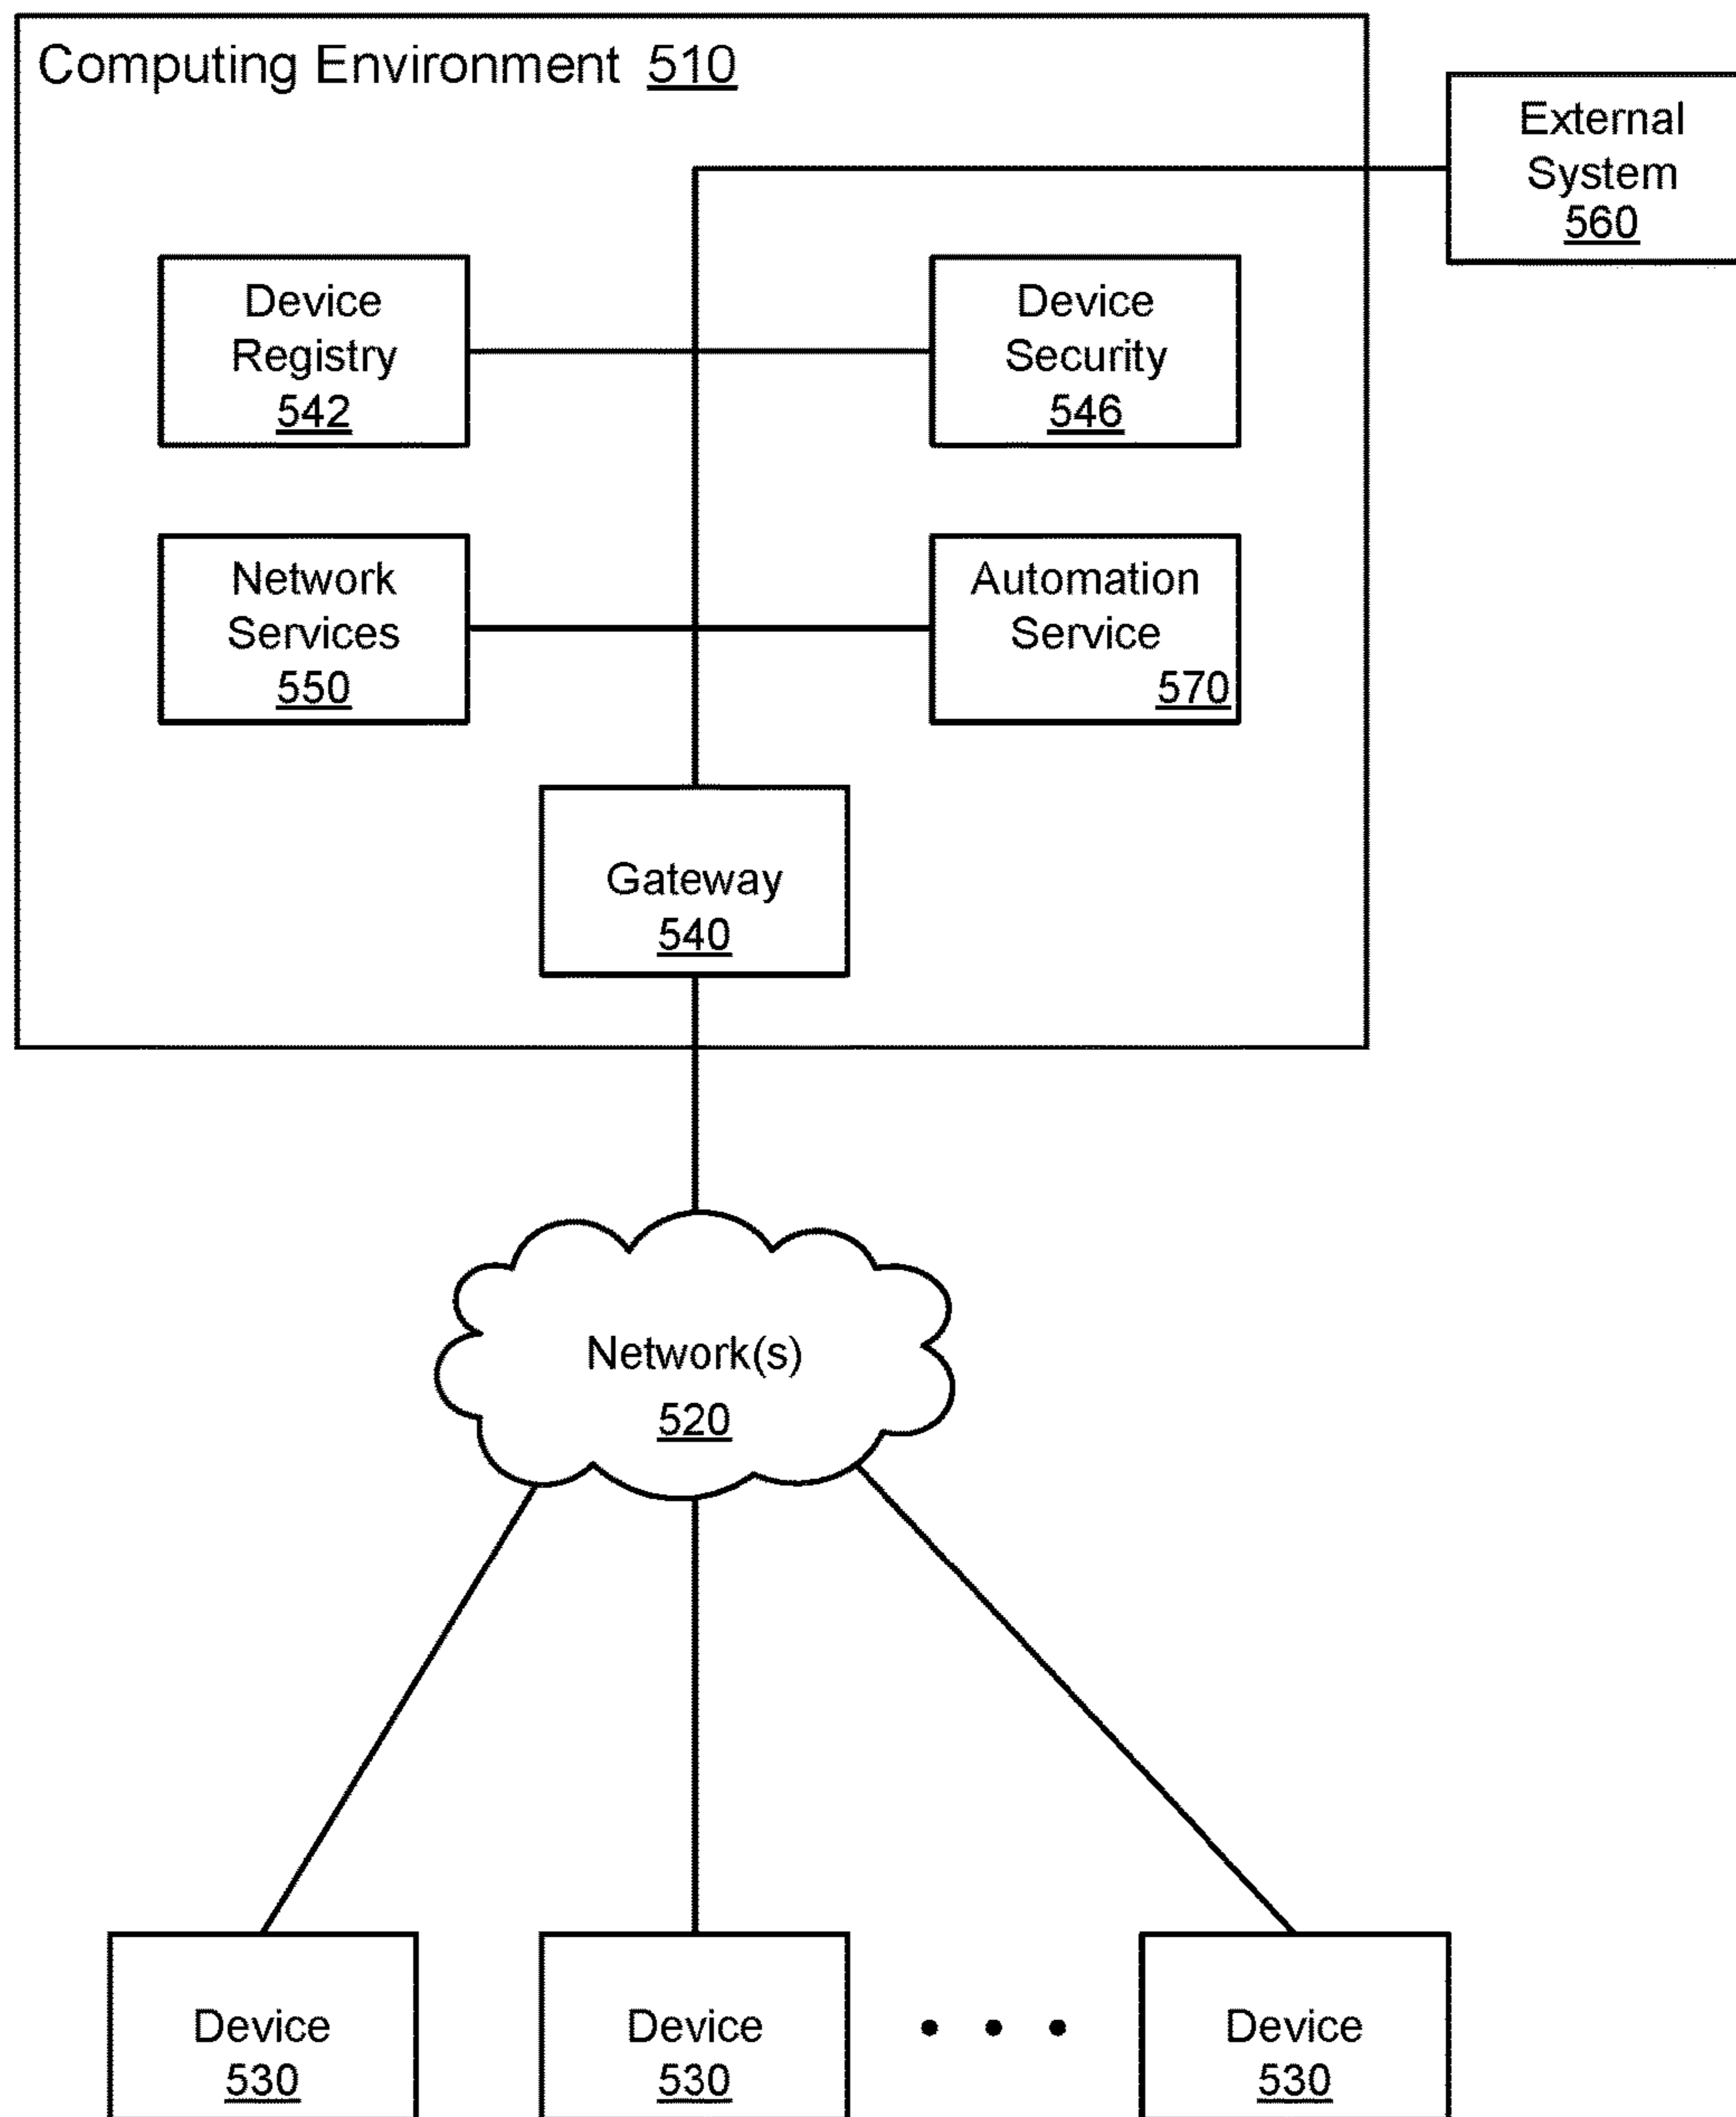 Computing Environment 510
External
System
560
Device
Registry
542
Device
Security
546
Network
Services
550
Automation
Service
570
Gateway
540
Network(s)
520
Device
530
Device
530
• • •
Device
530